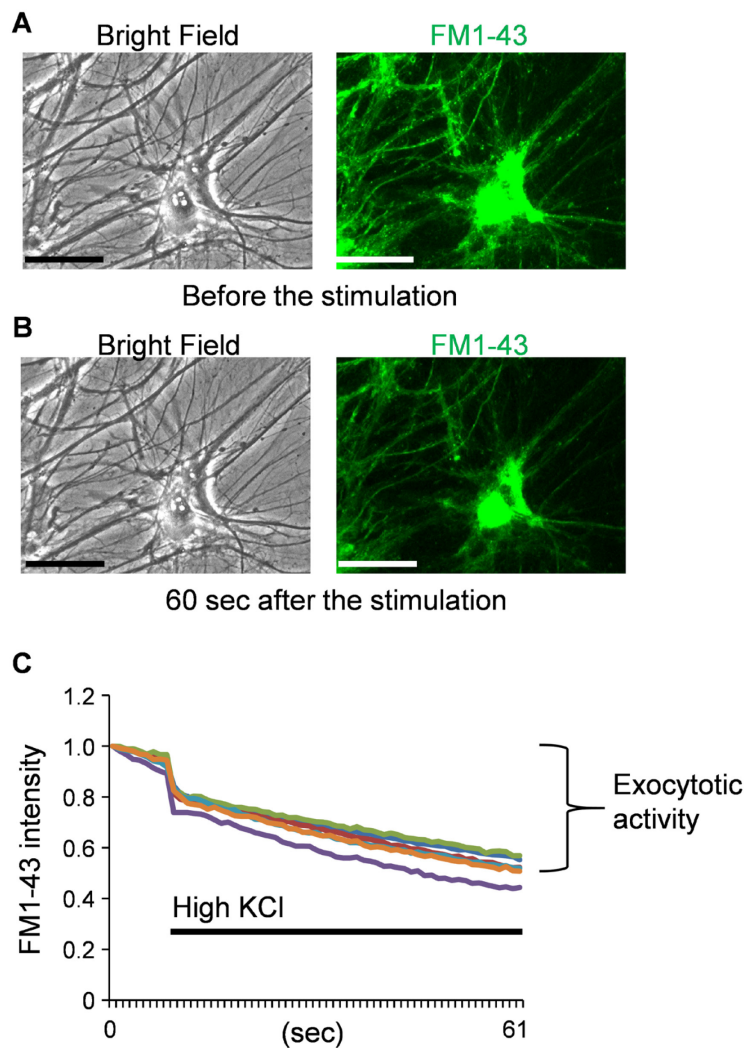 A
Bright Field
FM1-43
Before the stimulation
B
Bright Field
FM1-43
60 sec after the stimulation
C
FM1-43 intensity
1.2
1.0
0.8
0.6
0.4
0.2
0
High KCl
Exocytotic
activity
0
(sec)
61